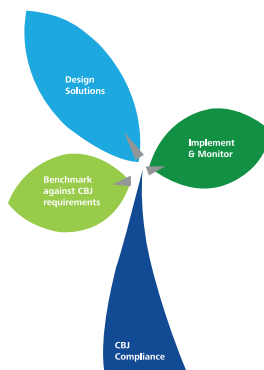 Design
Solutions
Implement
& Monitor
Benchmark
against CBJ
requirements
CBJ
Compliance